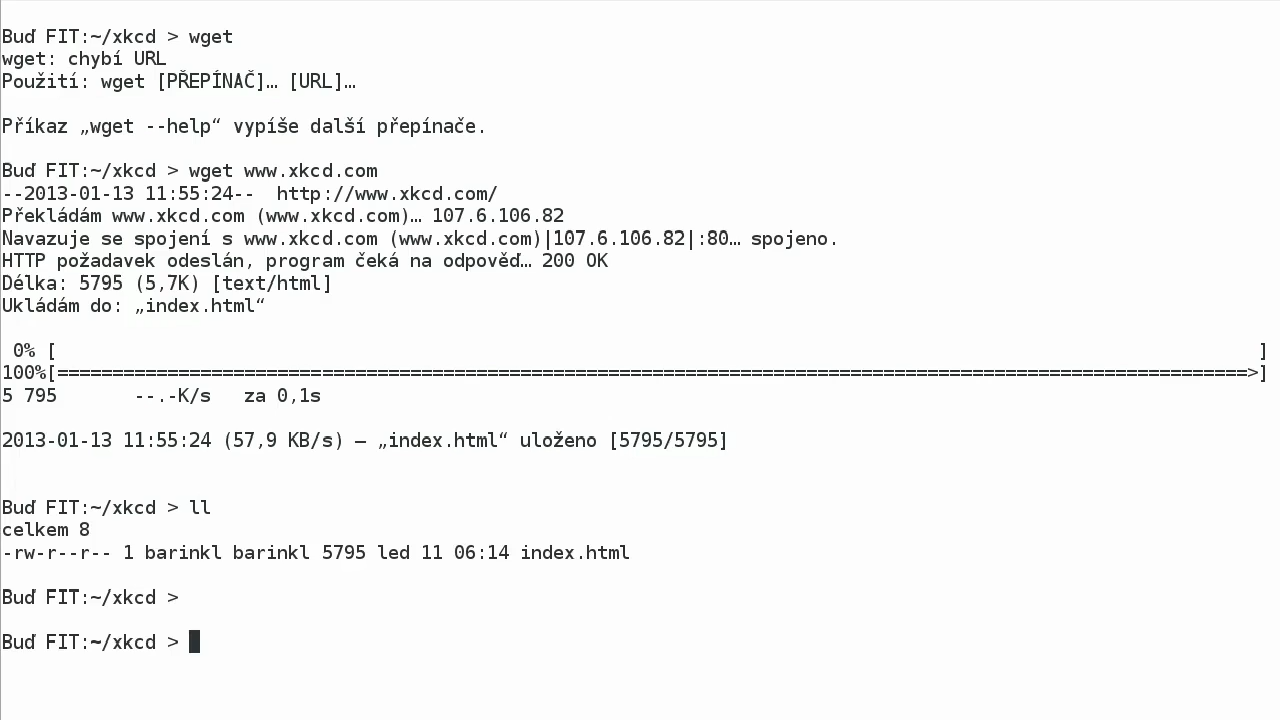 Buď FIT:~/xkcd > wget
wget: chybí URL
Použití: wget [PŘEPÍNAČ]… [URL]…
Příkaz „wget --help“ vypíše další přepínače.
Buď FIT:~/xkcd > wget www.xkcd.com
--2013-01-13 11:55:24--  http://www.xkcd.com/
Překládám www.xkcd.com (www.xkcd.com)… 107.6.106.82
Navazuje se spojení s www.xkcd.com (www.xkcd.com)|107.6.106.82|:80… spojeno.
HTTP požadavek odeslán, program čeká na odpověď… 200 OK
Délka: 5795 (5,7K) [text/html]
Ukládám do: „index.html“
 0% [                                                                                                             ]
100%[============================================================================================================>]
5 795       --.-K/s   za 0,1s
2013-01-13 11:55:24 (57,9 KB/s) – „index.html“ uloženo [5795/5795]
Buď FIT:~/xkcd > ll
celkem 8
-rw-r--r-- 1 barinkl barinkl 5795 led 11 06:14 index.html
Buď FIT:~/xkcd >
Buď FIT:~/xkcd >